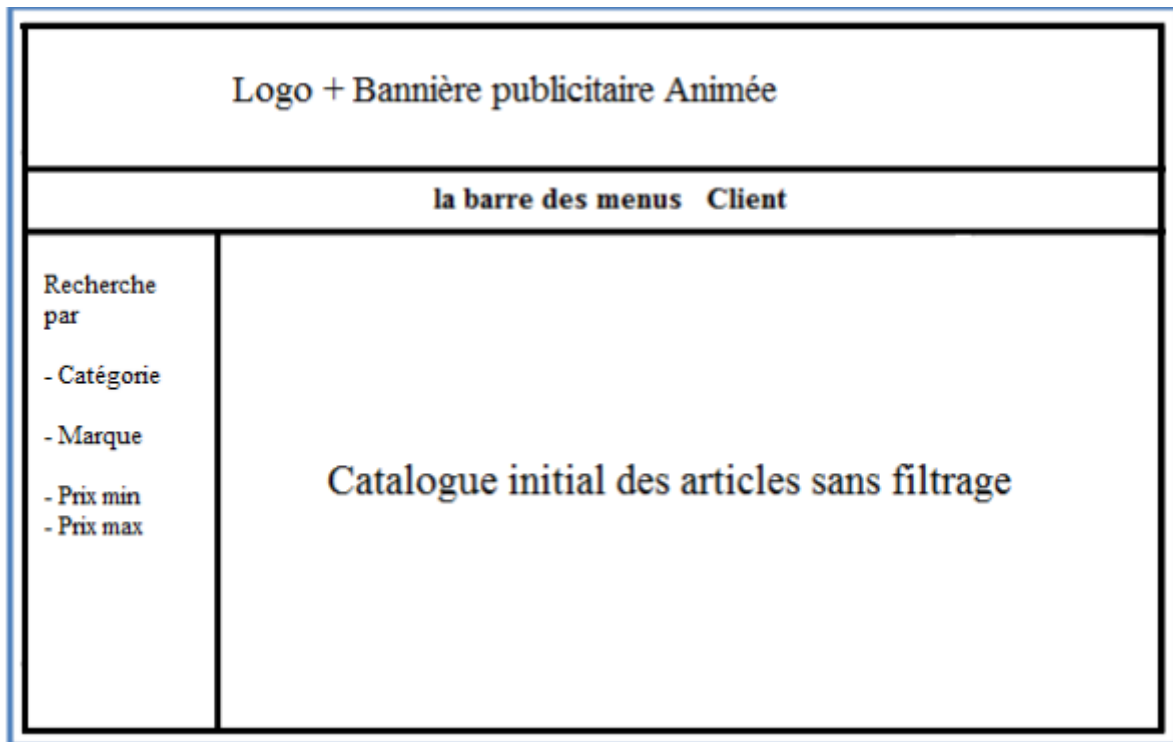 Logo + Bannière publicitaire Animée
la barre des menus Client
Recherche
par
- Catégorie
- Marque
- Prix min
- Prix max
Catalogue initial des articles sans filtrage